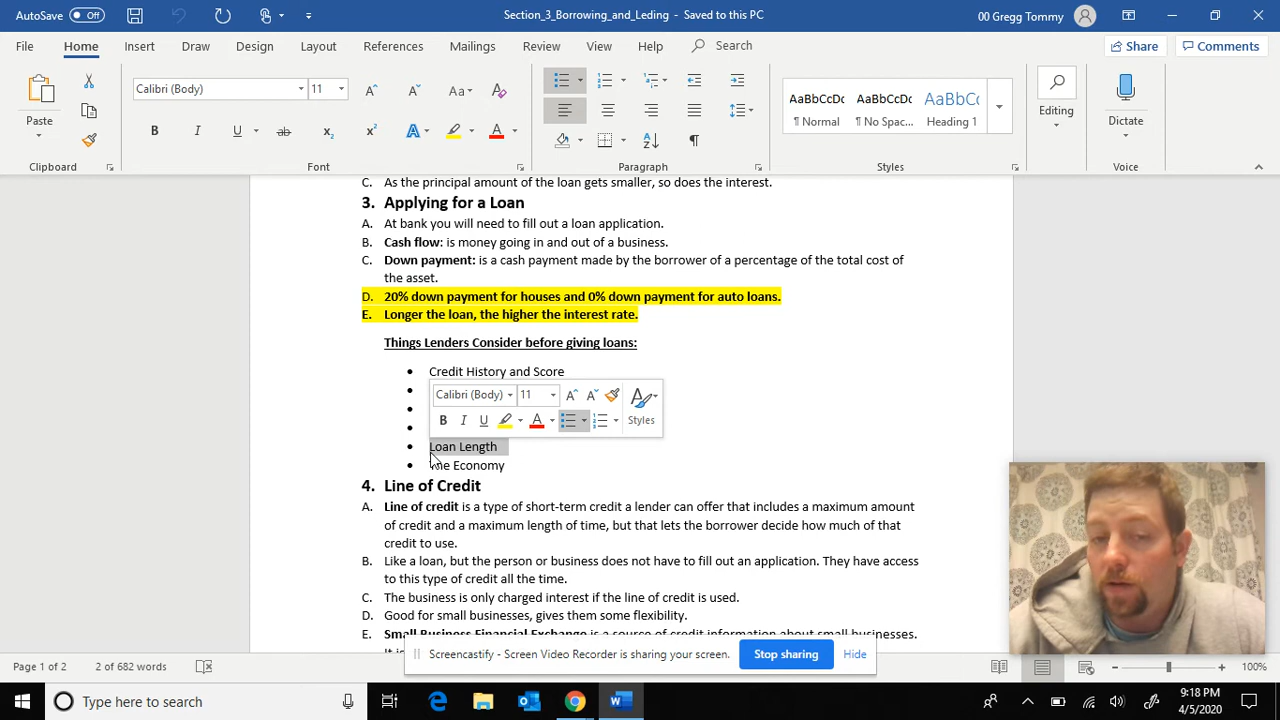 AutoSave Off Section_3_Borrowing_and_Leding - Saved to this PC 00 Gregg Tommy
File Home Insert Draw Design Layout References Mailings Review View Help Search Share Comments
Calibri (Body) 11 Aa
Paste B I U ab x₂ x² A A
AaBbCcDc AaBbCcDc AaBbC
¶ Normal ¶ No Spac... Heading 1
Editing Dictate
Clipboard Font Paragraph Styles Voice
C. As the principal amount of the loan gets smaller, so does the interest.
3. Applying for a Loan
A. At bank you will need to fill out a loan application.
B. Cash flow: is money going in and out of a business.
C. Down payment: is a cash payment made by the borrower of a percentage of the total cost of
the asset.
D. 20% down payment for houses and 0% down payment for auto loans.
E. Longer the loan, the higher the interest rate.
Things Lenders Consider before giving loans:
• Credit History and Score
•
Calibri (Body) 11
•
B I U A Styles
•
• Loan Length
• The Economy
4. Line of Credit
A. Line of credit is a type of short-term credit a lender can offer that includes a maximum amount
of credit and a maximum length of time, but that lets the borrower decide how much of that
credit to use.
B. Like a loan, but the person or business does not have to fill out an application. They have access
to this type of credit all the time.
C. The business is only charged interest if the line of credit is used.
D. Good for small businesses, gives them some flexibility.
E. Small Business Financial Exchange is a source of credit information about small businesses.
Screencastify - Screen Video Recorder is sharing your screen. Stop sharing Hide
Page 1 of 2 2 of 682 words 100%
Type here to search
9:18 PM
4/5/2020